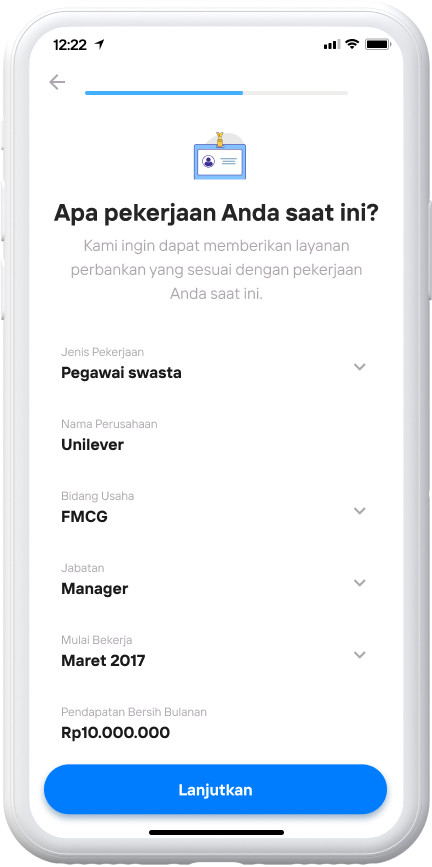 12:22
Apa pekerjaan Anda saat ini?
Kami ingin dapat memberikan layanan
perbankan yang sesuai dengan pekerjaan
Anda saat ini.
Jenis Pekerjaan
Pegawai swasta
Nama Perusahaan
Unilever
Bidang Usaha
FMCG
Jabatan
Manager
Mulai Bekerja
Maret 2017
Pendapatan Bersih Bulanan
Rp10.000.000
Lanjutkan